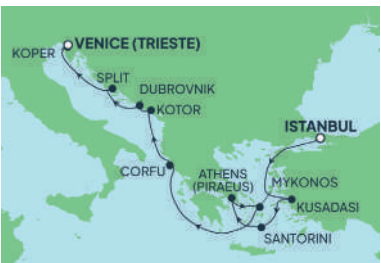 VENICE (TRIESTE)
KOPER
SPLIT
DUBROVNIK
KOTOR
ISTANBUL
CORFU
ATHENS
(PIRAEUS)
MYKONOS
KUSADASI
SANTORINI